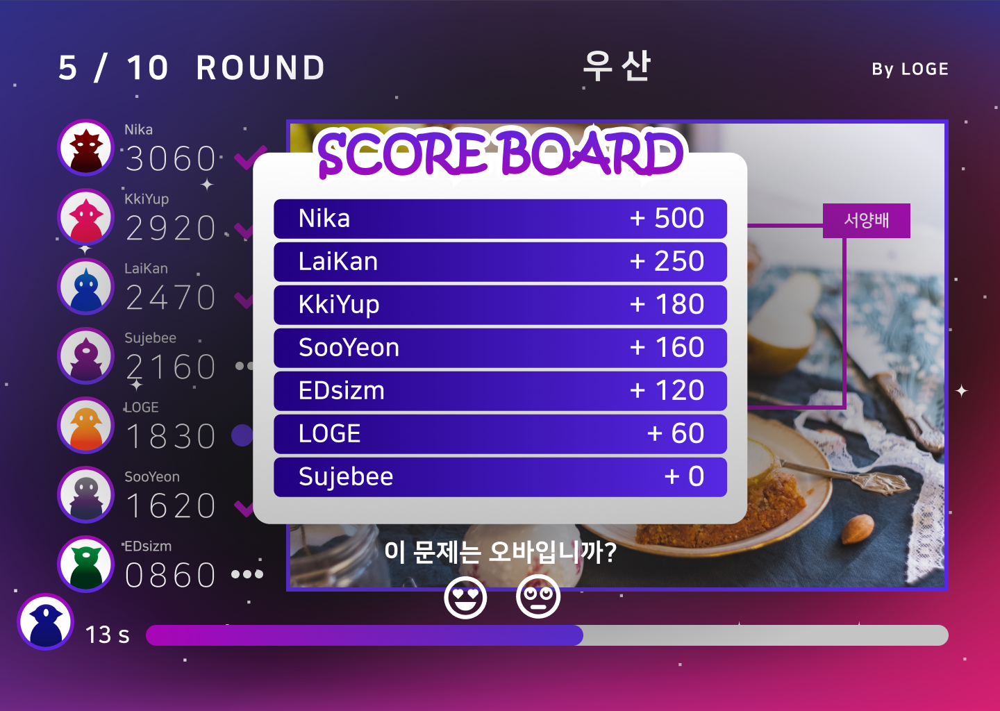 5 / 10 ROUND
우산
By LOGE
Nika
3060
KkiYup
2920
LaiKan
2470
Sujebee
2160
LOGE
1830
SooYeon
1620
EDsizm
0860
SCORE BOARD
Nika + 500
LaiKan + 250
KkiYup + 180
SooYeon + 160
EDsizm + 120
LOGE + 60
Sujebee + 0
서양배
이 문제는 오바입니까?
13 s